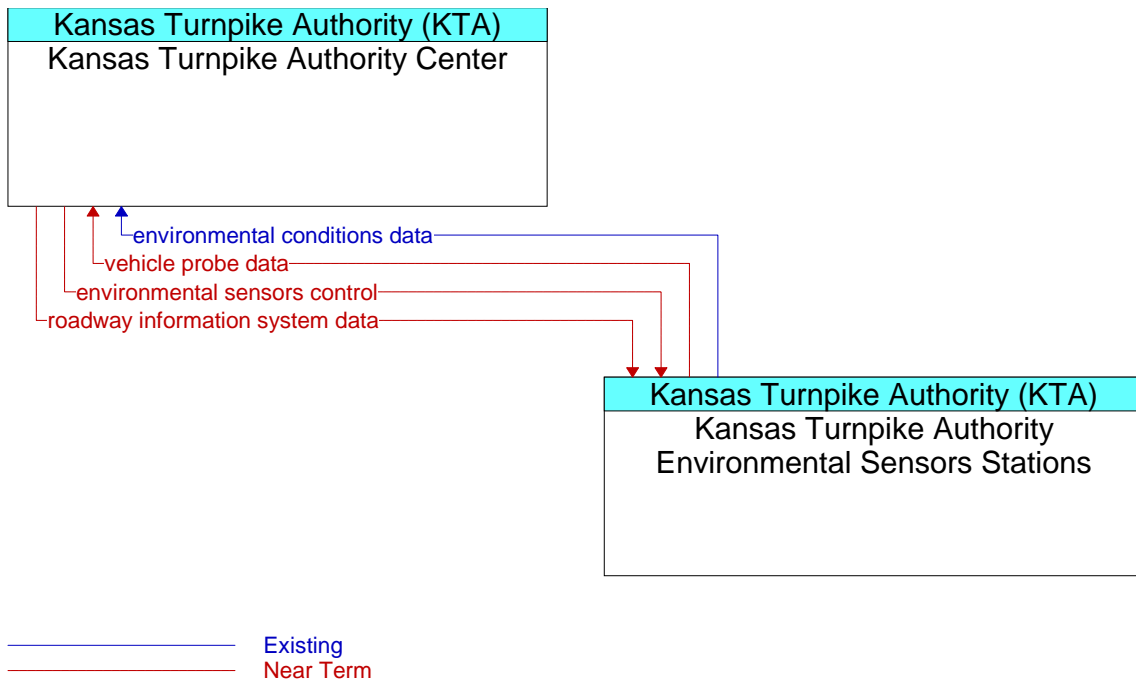 Kansas Turnpike Authority (KTA)
Kansas Turnpike Authority Center
environmental conditions data
vehicle probe data
environmental sensors control
roadway information system data
Kansas Turnpike Authority (KTA)
Kansas Turnpike Authority
Environmental Sensors Stations
Existing
Near Term